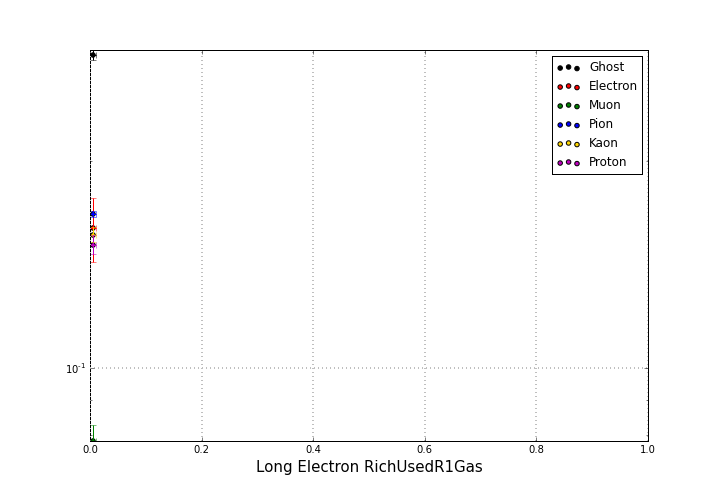 Ghost
Electron
Muon
Pion
Kaon
Proton
10^-1
0.0 0.2 0.4 0.6 0.8 1.0
Long Electron RichUsedR1Gas